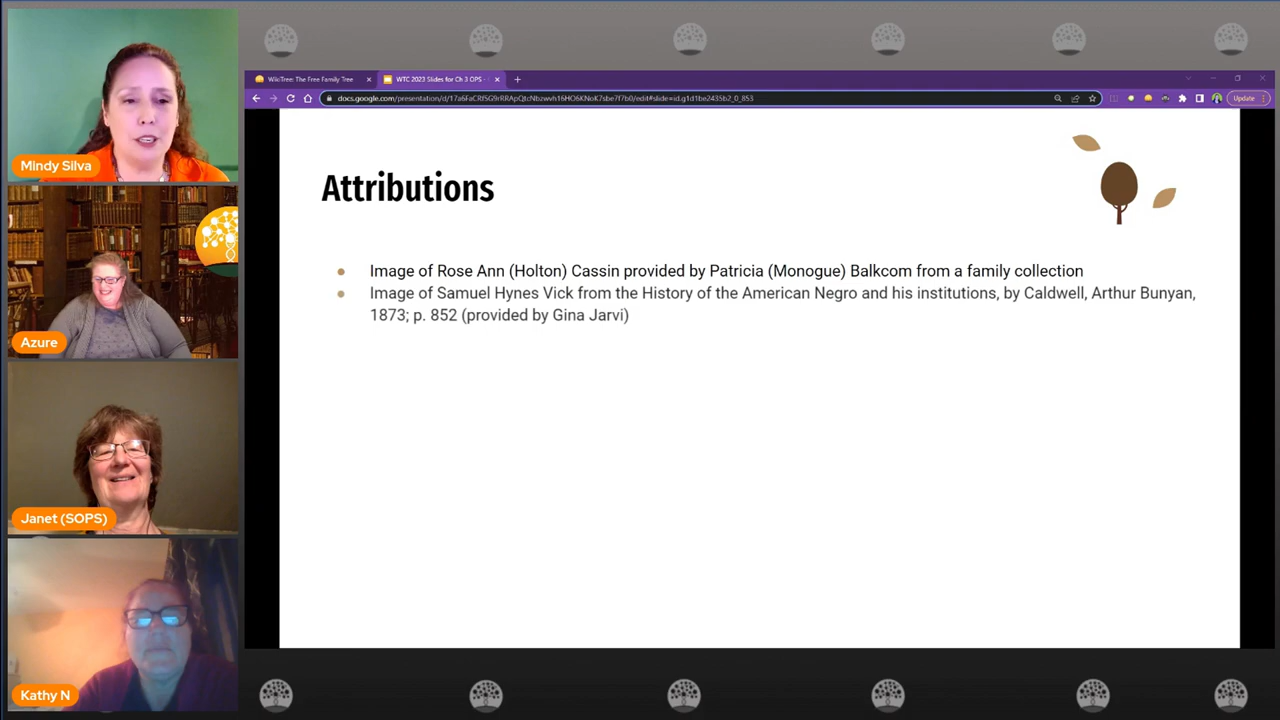 Mindy Silva
Azure
Janet (SOPS)
Kathy N
WikiTree: The Free Family Tree
WTC 2023 Slides for Ch 3 OPS -
Update
Attributions
Image of Rose Ann (Holton) Cassin provided by Patricia (Monogue) Balkcom from a family collection
Image of Samuel Hynes Vick from the History of the American Negro and his institutions, by Caldwell, Arthur Bunyan,
1873; p. 852 (provided by Gina Jarvi)